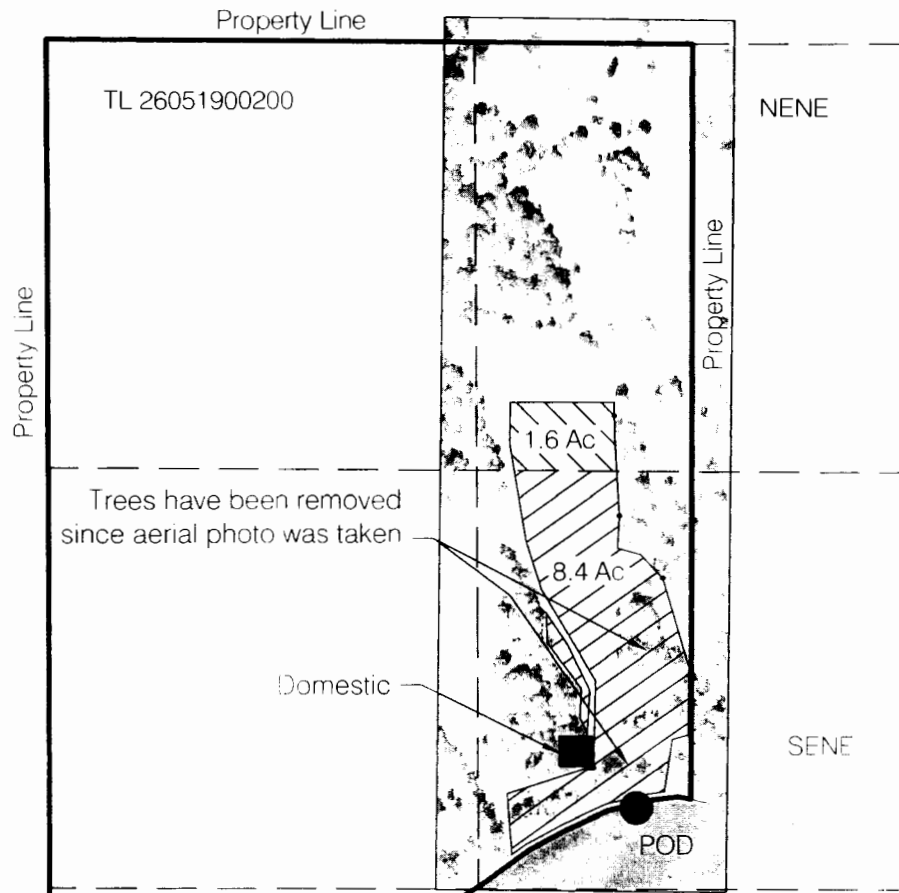 Property Line
TL 26051900200
NENE
Property Line
Property Line
1.6 Ac
Trees have been removed
since aerial photo was taken
8.4 Ac
Domestic
SENE
POD